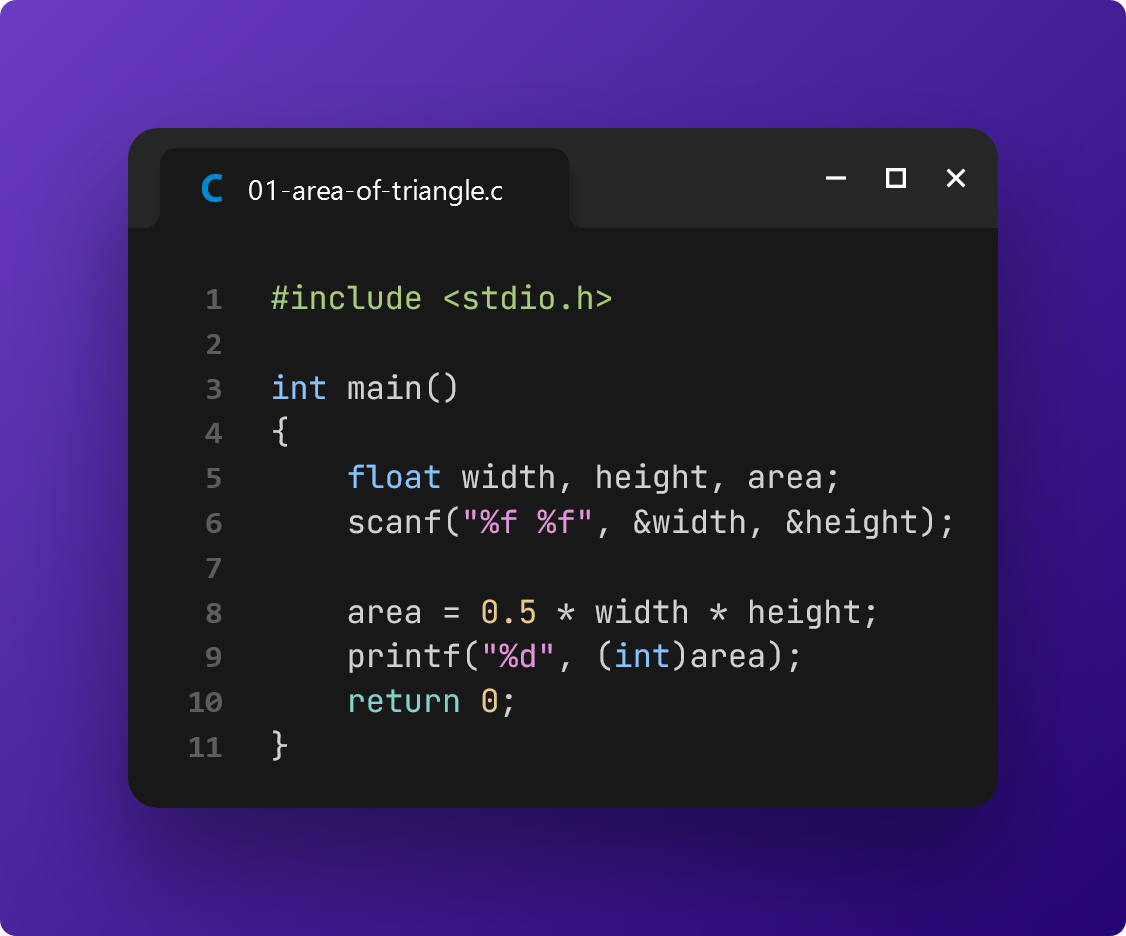 C 01-area-of-triangle.c
1 #include <stdio.h>
2
3 int main()
4 {
5     float width, height, area;
6     scanf("%f %f", &width, &height);
7
8     area = 0.5 * width * height;
9     printf("%d", (int)area);
10     return 0;
11 }